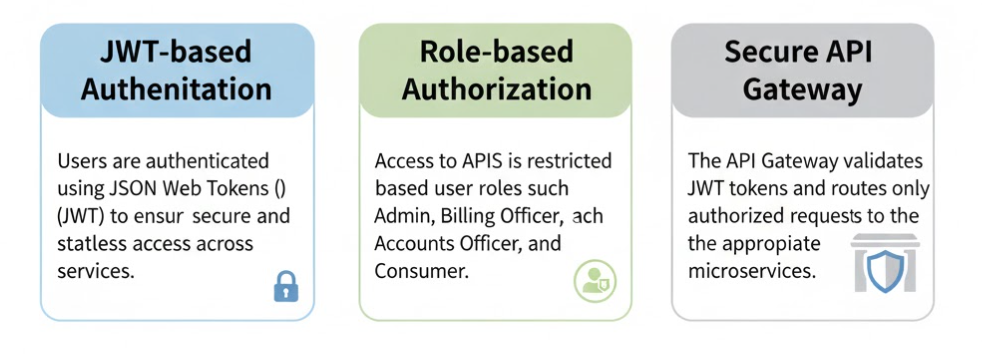 JWT-based
Authenitation
Users are authenticated
using JSON Web Tokens ()
(JWT) to ensur secure and
statless access across
services.
Role-based
Authorization
Access to APIS is restricted
based user roles such
Admin, Billing Officer, ach
Accounts Officer, and
Consumer.
Secure API
Gateway
The API Gateway validates
JWT tokens and routes only
authorized requests to the
the appropiate
microservices.